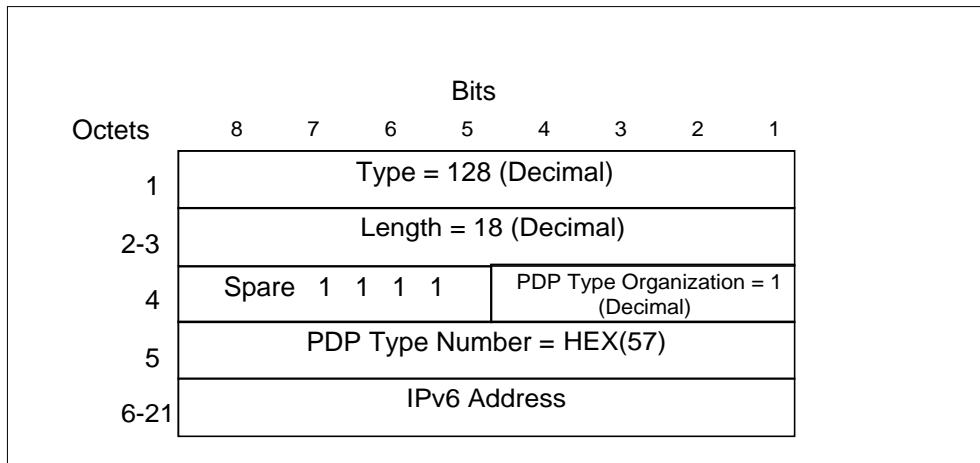 Bits
Octets 8 7 6 5 4 3 2 1
1 Type = 128 (Decimal)
2-3 Length = 18 (Decimal)
4 Spare 1 1 1 1 PDP Type Organization = 1
(Decimal)
5 PDP Type Number = HEX(57)
6-21 IPv6 Address